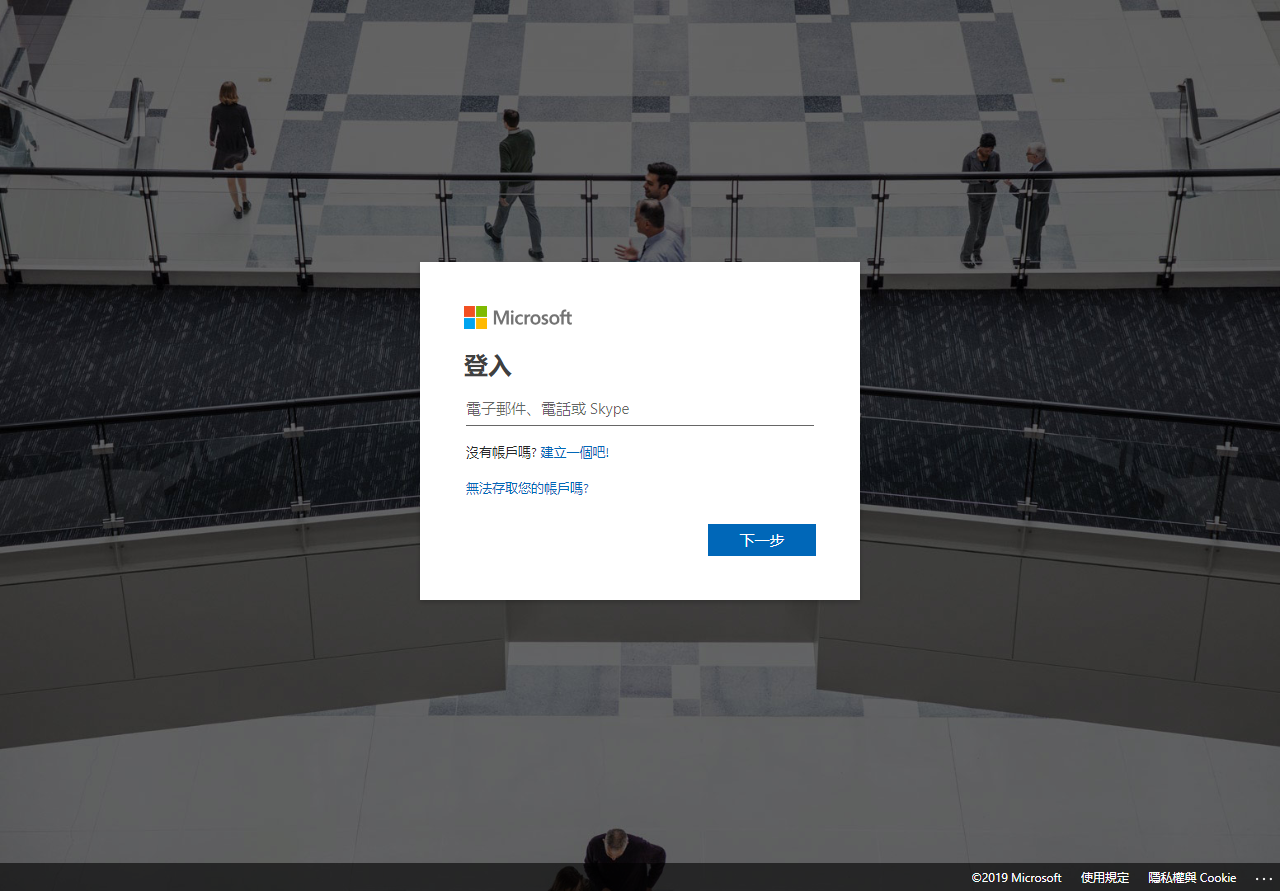 Microsoft
登入
電子郵件、電話或 Skype
沒有帳戶嗎? 建立一個吧!
無法存取您的帳戶嗎?
下一步
©2019 Microsoft 使用規定 隱私權與 Cookie ...